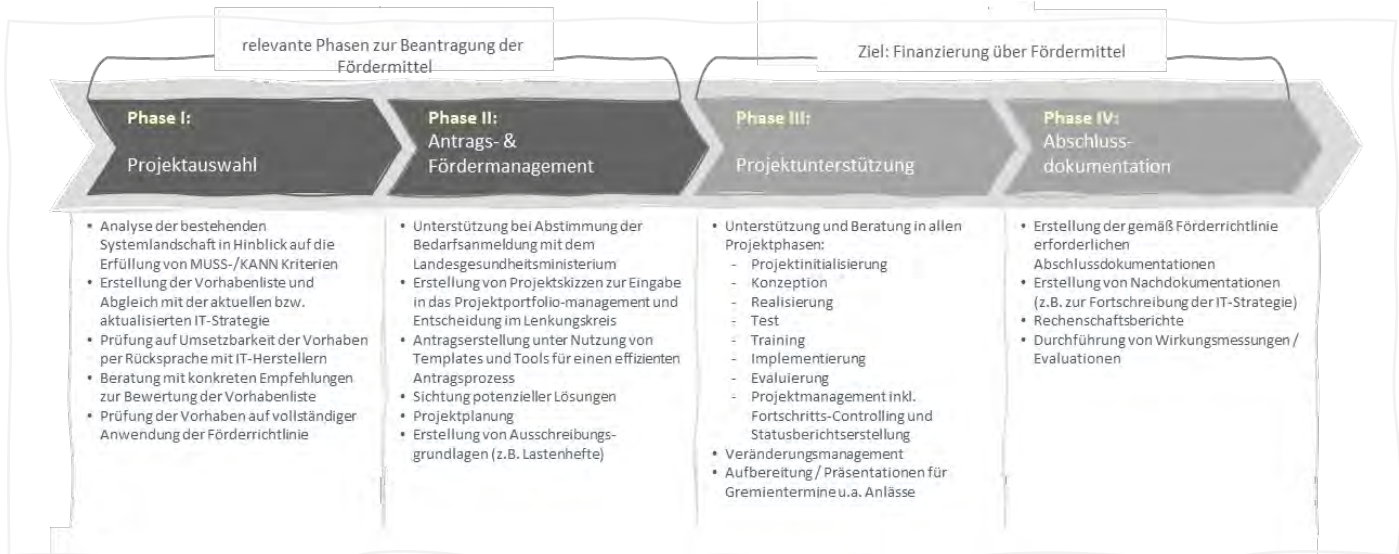 relevante Phasen zur Beantragung der
Fördermittel
Ziel: Finanzierung über Fördermittel
Phase I:
Projektauswahl
Phase II:
Antrags- &
Fördermanagement
Phase III:
Projektunterstützung
Phase IV:
Abschluss-
dokumentation
• Analyse der bestehenden
Systemlandschaft in Hinblick auf die
Erfüllung von MUSS-/KANN Kriterien
• Erstellung der Vorhabenliste und
Abgleich mit der aktuellen bzw.
aktualisierten IT-Strategie
• Prüfung auf Umsetzbarkeit der Vorhaben
per Rücksprache mit IT-Herstellern
• Beratung mit konkreten Empfehlungen
zur Bewertung der Vorhabenliste
• Prüfung der Vorhaben auf vollständiger
Anwendung der Förderrichtlinie
• Unterstützung bei Abstimmung der
Bedarfsanmeldung mit dem
Landesgesundheitsministerium
• Erstellung von Projektskizzen zur Eingabe
in das Projektportfolio-management und
Entscheidung im Lenkungskreis
• Antragserstellung unter Nutzung von
Templates und Tools für einen effizienten
Antragsprozess
• Sichtung potenzieller Lösungen
• Projektplanung
• Erstellung von Ausschreibungs-
grundlagen (z.B. Lastenhefte)
• Unterstützung und Beratung in allen
Projektphasen:
- Projektinitialisierung
- Konzeption
- Realisierung
- Test
- Training
- Implementierung
- Evaluierung
- Projektmanagement inkl.
Fortschritts-Controlling und
Statusberichtserstellung
• Veränderungsmanagement
• Aufbereitung / Präsentationen für
Gremientermine u.a. Anlässe
• Erstellung der gemäß Förderrichtlinie
erforderlichen
Abschlussdokumentationen
• Erstellung von Nachdokumentationen
(z.B. zur Fortschreibung der IT-Strategie)
• Rechenschaftsberichte
• Durchführung von Wirkungsmessungen /
Evaluationen